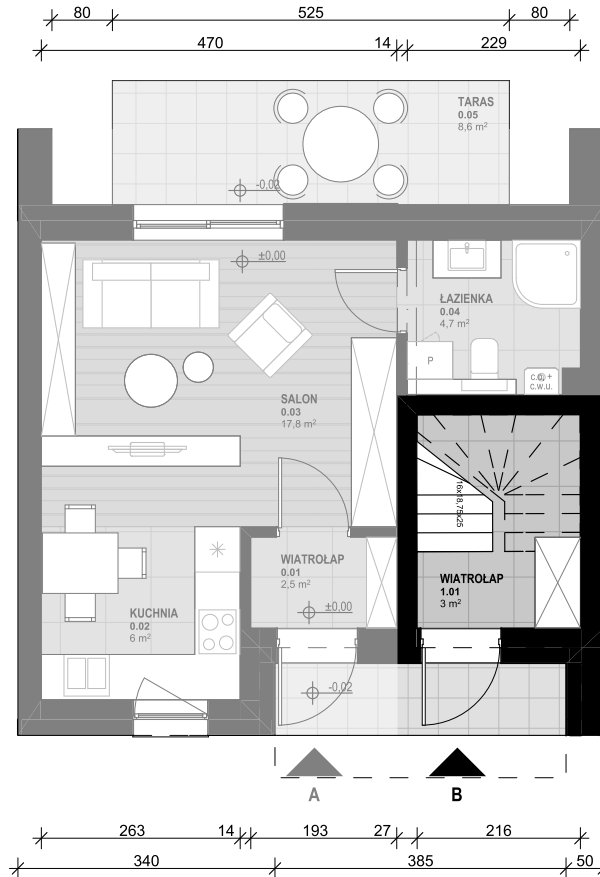 80 525 80
470 14 229
TARAS
0.05
8,6 m²
-0,02
±0,00
ŁAZIENKA
0.04
4,7 m²
P
c.o. +
c.w.u.
SALON
0.03
17,8 m²
16x18,75x25
WIATROŁAP
0.01
2,5 m²
WIATROŁAP
1.01
3 m²
KUCHNIA
0.02
6 m²
±0,00
-0,02
A B
263 14 193 27 216
340 385 50